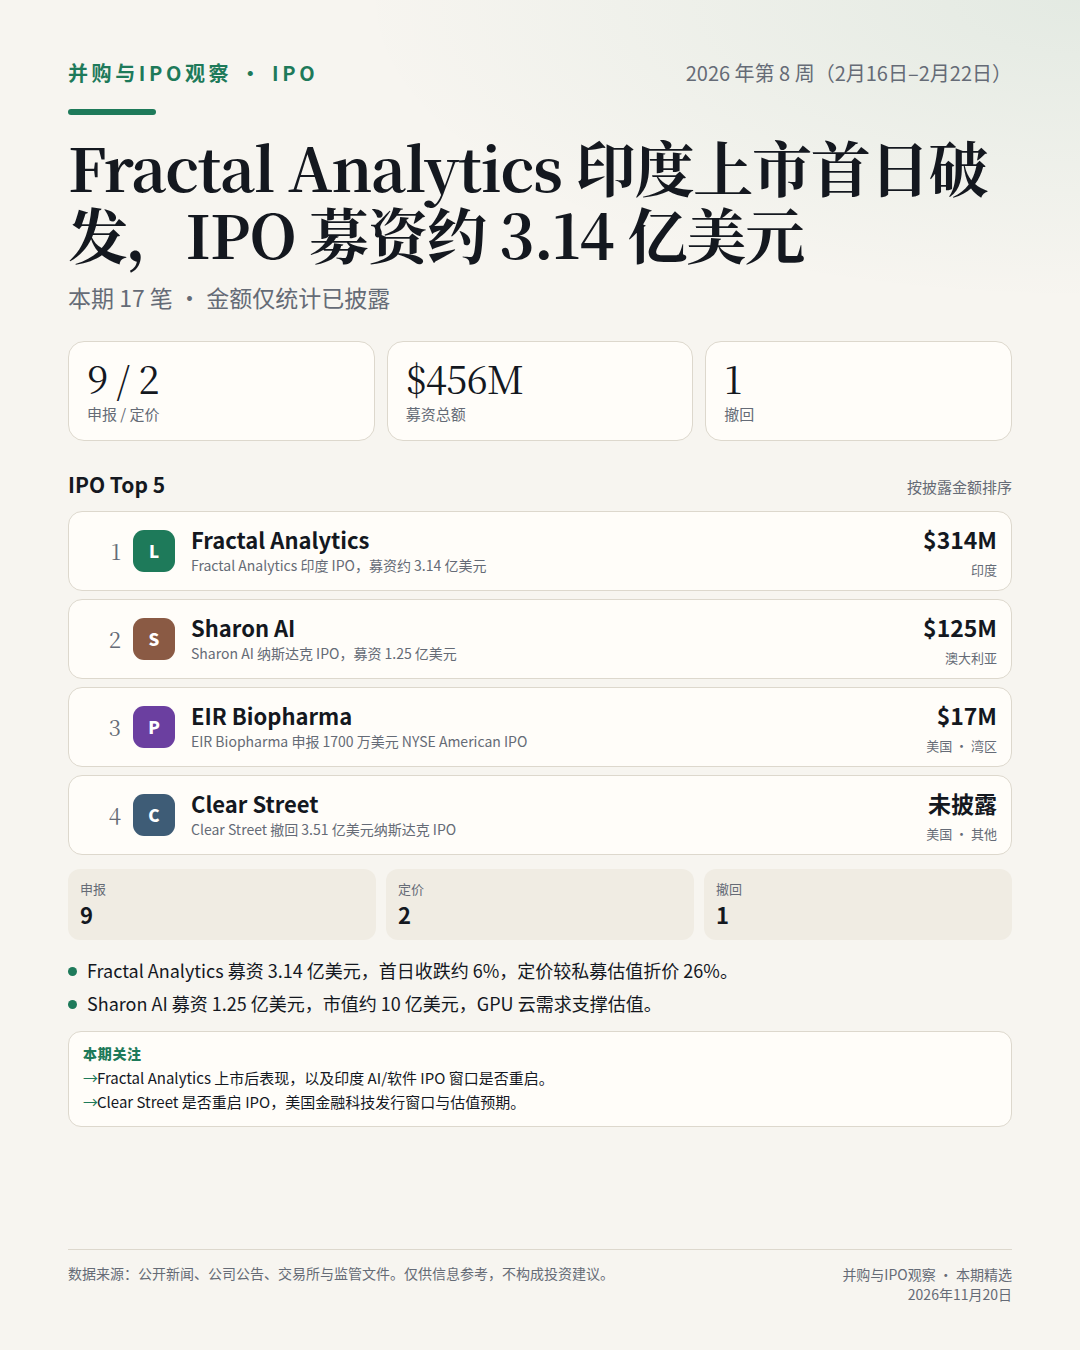 并购与IPO观察 · IPO
2026 年第 8 周（2月16日–2月22日）
Fractal Analytics 印度上市首日破
发，IPO 募资约 3.14 亿美元
本期 17 笔 · 金额仅统计已披露
9 / 2
申报 / 定价
$456M
募资总额
1
撤回
IPO Top 5
按披露金额排序
1
L
Fractal Analytics
Fractal Analytics 印度 IPO，募资约 3.14 亿美元
$314M
印度
2
S
Sharon AI
Sharon AI 纳斯达克 IPO，募资 1.25 亿美元
$125M
澳大利亚
3
P
EIR Biopharma
EIR Biopharma 申报 1700 万美元 NYSE American IPO
$17M
美国 · 湾区
4
C
Clear Street
Clear Street 撤回 3.51 亿美元纳斯达克 IPO
未披露
美国 · 其他
申报
9
定价
2
撤回
1
Fractal Analytics 募资 3.14 亿美元，首日收跌约 6%，定价较私募估值折价 26%。
Sharon AI 募资 1.25 亿美元，市值约 10 亿美元，GPU 云需求支撑估值。
本期关注
→Fractal Analytics 上市后表现，以及印度 AI/软件 IPO 窗口是否重启。
→Clear Street 是否重启 IPO，美国金融科技发行窗口与估值预期。
数据来源：公开新闻、公司公告、交易所与监管文件。仅供信息参考，不构成投资建议。
并购与IPO观察 · 本期精选
2026年11月20日